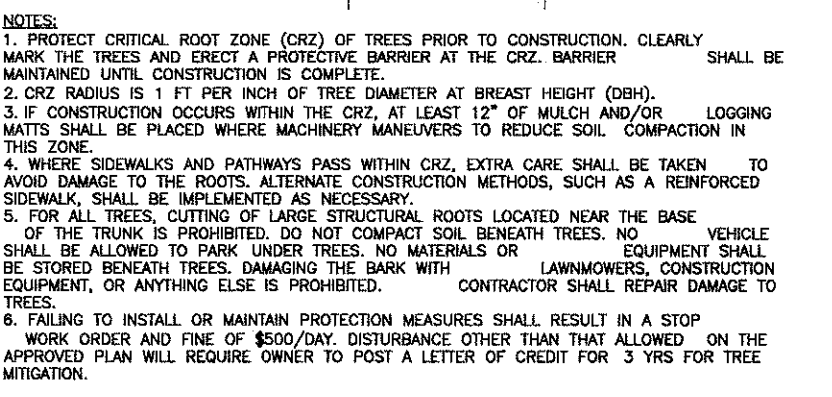 NOTES:
1. PROTECT CRITICAL ROOT ZONE (CRZ) OF TREES PRIOR TO CONSTRUCTION. CLEARLY
MARK THE TREES AND ERECT A PROTECTIVE BARRIER AT THE CRZ. BARRIER SHALL BE
MAINTAINED UNTIL CONSTRUCTION IS COMPLETE.
2. CRZ RADIUS IS 1 FT PER INCH OF TREE DIAMETER AT BREAST HEIGHT (DBH).
3. IF CONSTRUCTION OCCURS WITHIN THE CRZ, AT LEAST 12" OF MULCH AND/OR LOGGING
MATTS SHALL BE PLACED WHERE MACHINERY MANEUVERS TO REDUCE SOIL COMPACTION IN
THIS ZONE.
4. WHERE SIDEWALKS AND PATHWAYS PASS WITHIN CRZ, EXTRA CARE SHALL BE TAKEN TO
AVOID DAMAGE TO THE ROOTS. ALTERNATE CONSTRUCTION METHODS, SUCH AS A REINFORCED
SIDEWALK, SHALL BE IMPLEMENTED AS NECESSARY.
5. FOR ALL TREES, CUTTING OF LARGE STRUCTURAL ROOTS LOCATED NEAR THE BASE
OF THE TRUNK IS PROHIBITED. DO NOT COMPACT SOIL BENEATH TREES. NO VEHICLE
SHALL BE ALLOWED TO PARK UNDER TREES. NO MATERIALS OR EQUIPMENT SHALL
BE STORED BENEATH TREES. DAMAGING THE BARK WITH LAWNMOWERS, CONSTRUCTION
EQUIPMENT, OR ANYTHING ELSE IS PROHIBITED. CONTRACTOR SHALL REPAIR DAMAGE TO
TREES.
6. FAILING TO INSTALL OR MAINTAIN PROTECTION MEASURES SHALL RESULT IN A STOP
WORK ORDER AND FINE OF $500/DAY. DISTURBANCE OTHER THAN THAT ALLOWED ON THE
APPROVED PLAN WILL REQUIRE OWNER TO POST A LETTER OF CREDIT FOR 3 YRS FOR TREE
MITIGATION.